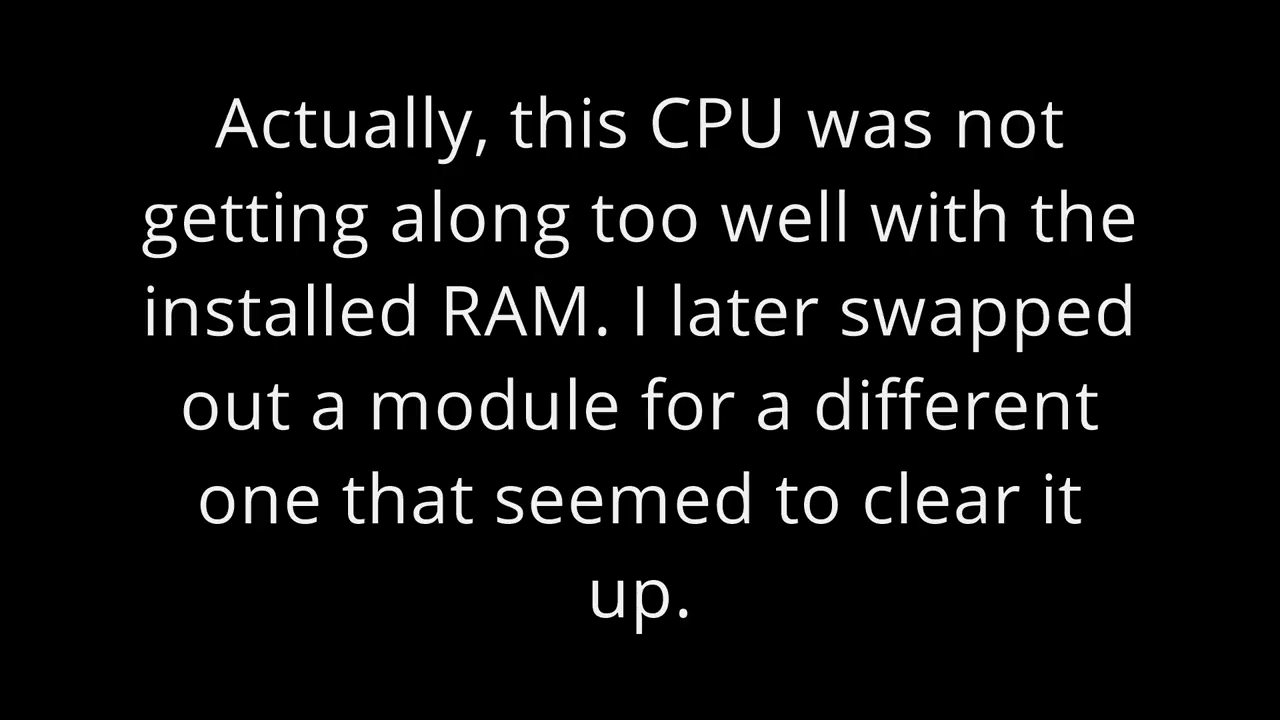 Actually, this CPU was not
getting along too well with the
installed RAM. I later swapped
out a module for a different
one that seemed to clear it
up.